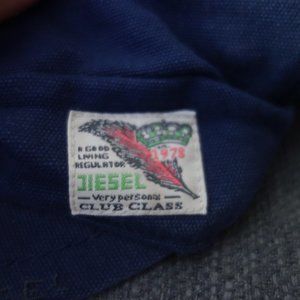 A GOOD
LIVING
1978
REGULATOR
DIESEL
Very personal
CLUB CLASS